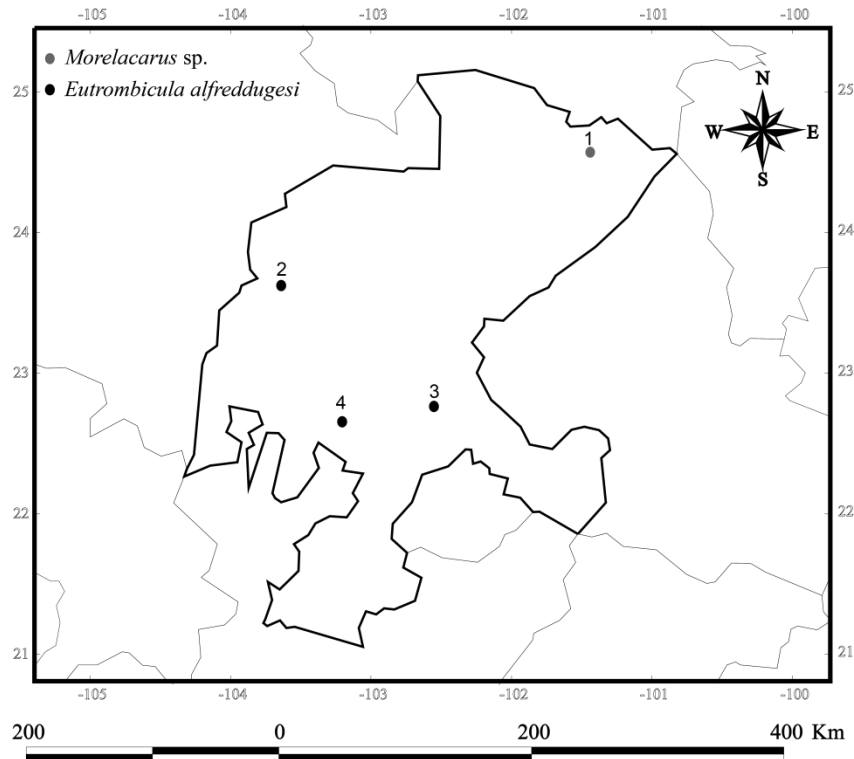 -105 -104 -103 -102 -101 -100
Morelacarus sp.
Eutrombicula alfreddugesi
N
W E
S
25 25
1
24 24
2
23 23
4 3
22 22
21 21
-105 -104 -103 -102 -101 -100
200 0 200 400 Km